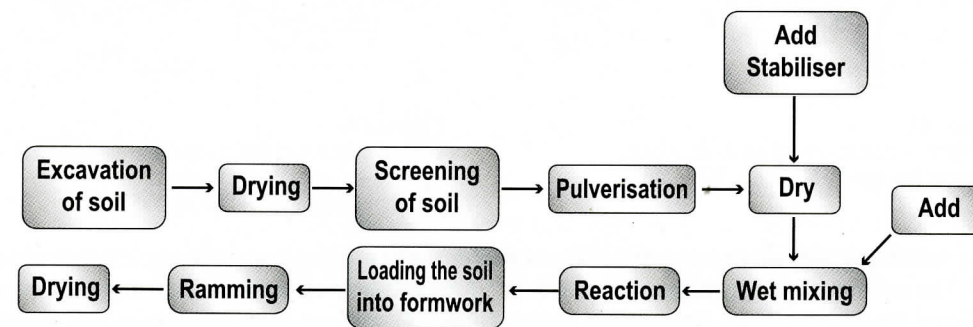 Add
Stabiliser
Excavation
of soil
Drying
Screening
of soil
Pulverisation
Dry
Add
Drying
Ramming
Loading the soil
into formwork
Reaction
Wet mixing